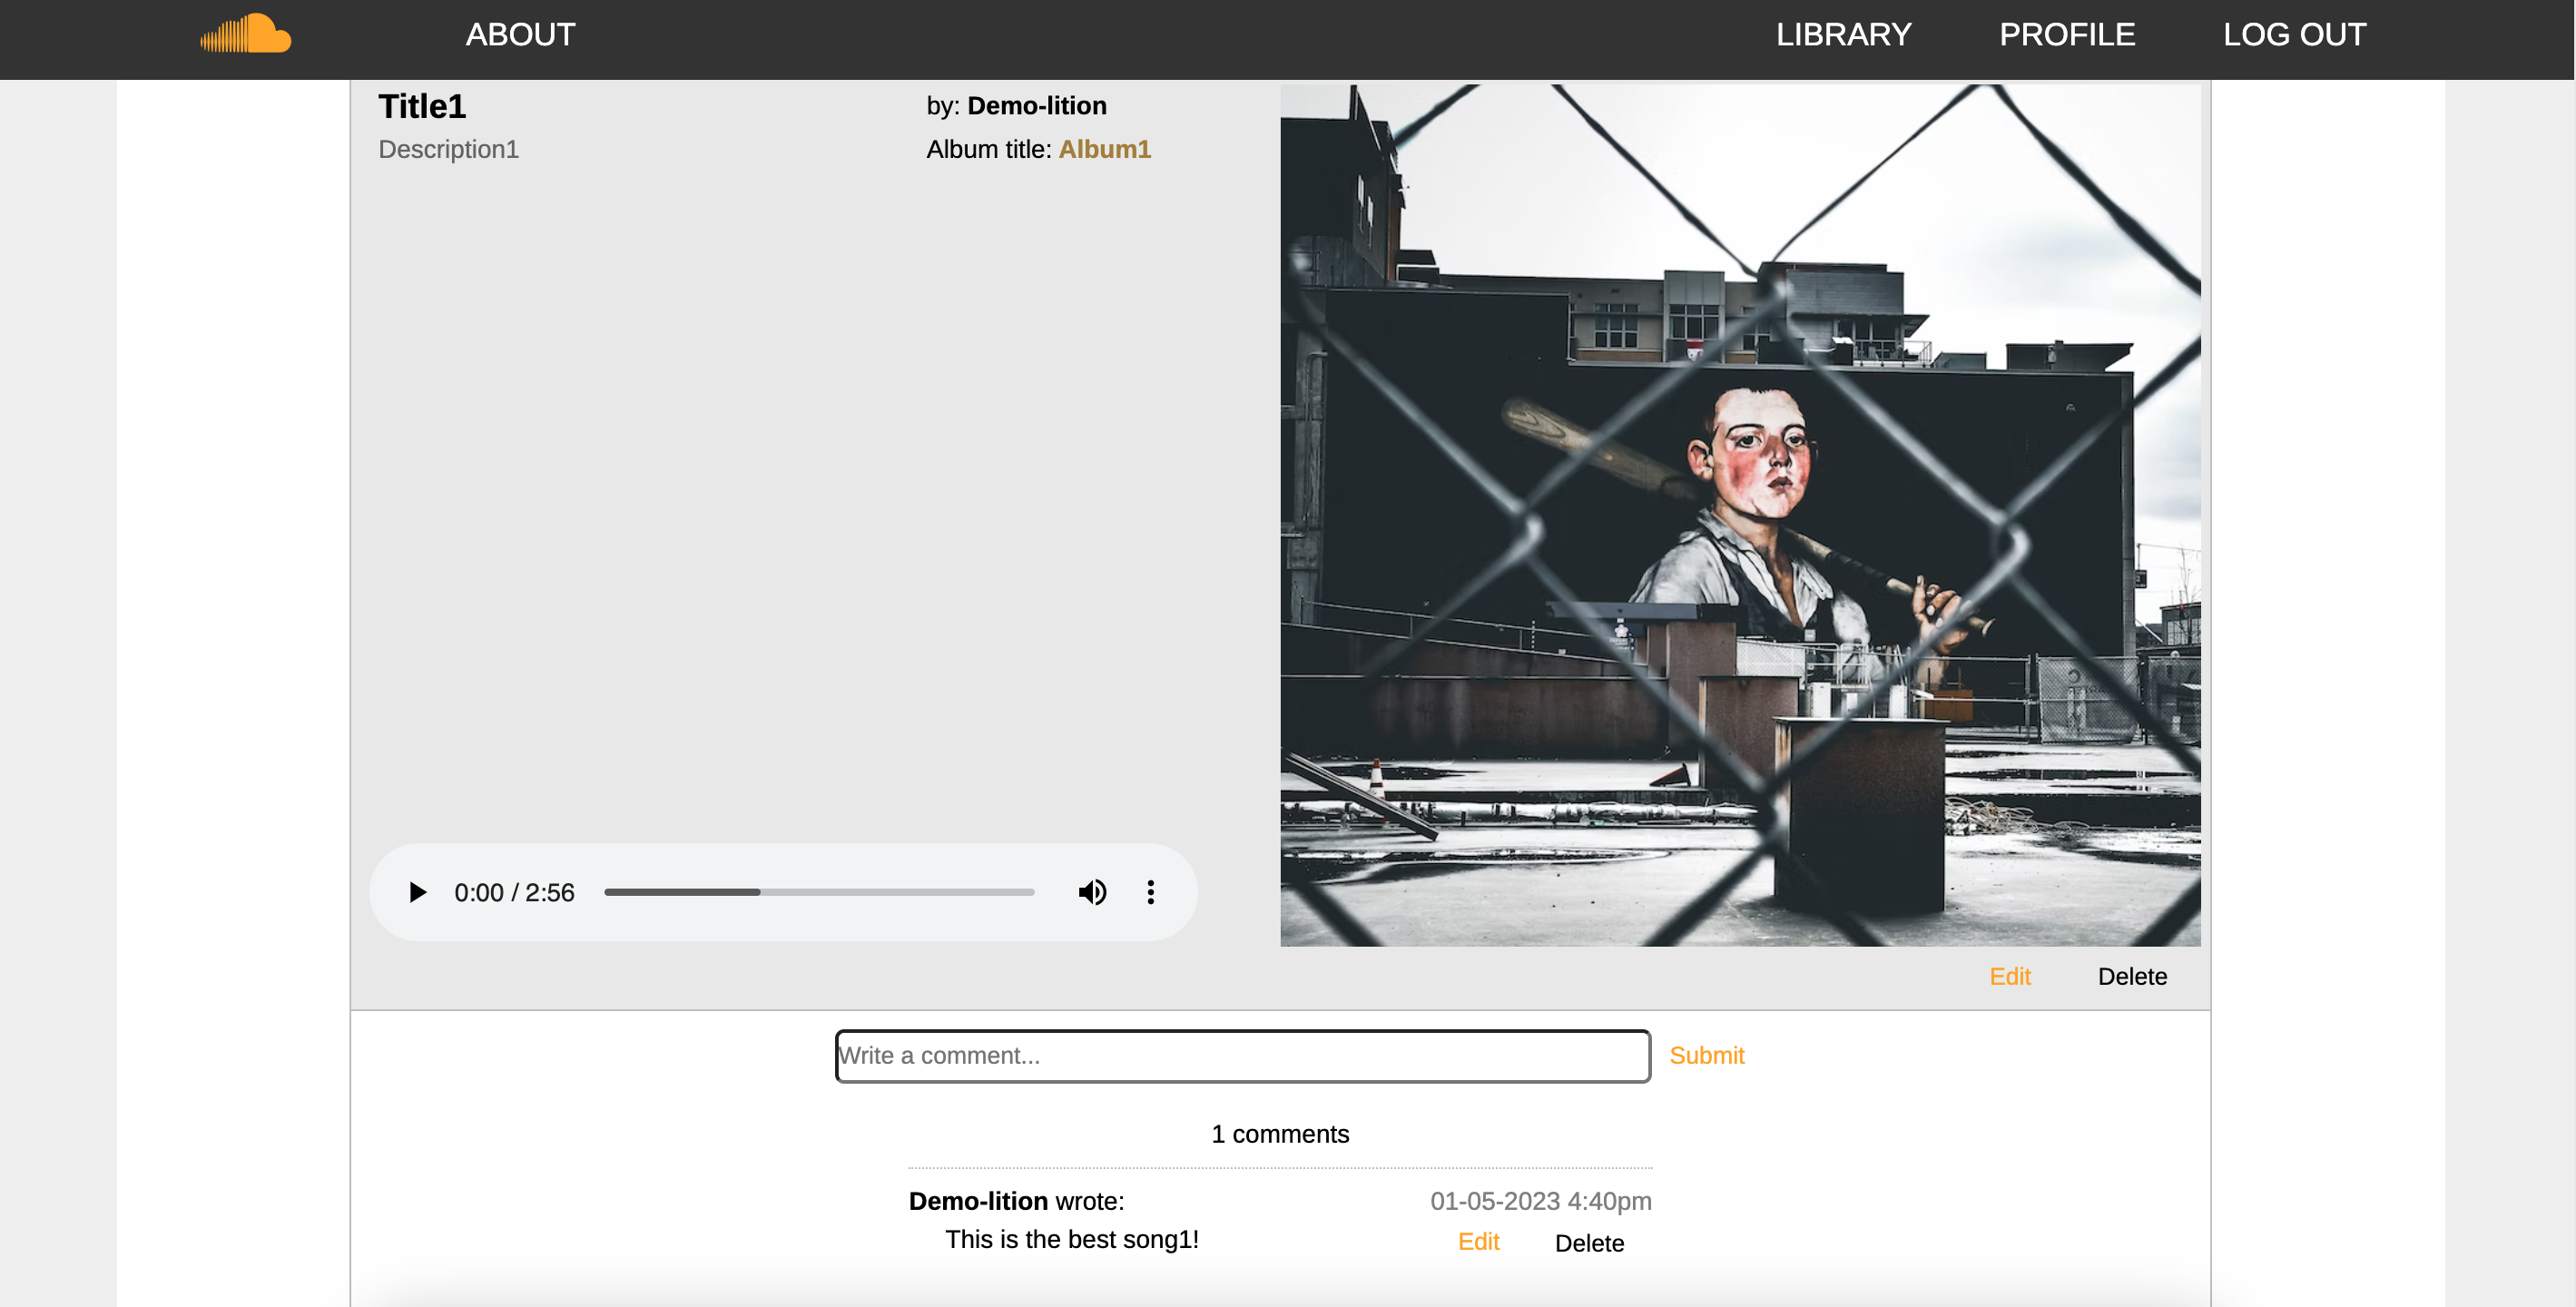 ABOUT
LIBRARY
PROFILE
LOG OUT
Title1
Description1
by: Demo-lition
Album title: Album1
0:00 / 2:56
Edit
Delete
Write a comment...
Submit
1 comments
Demo-lition wrote:
01-05-2023 4:40pm
This is the best song1!
Edit
Delete